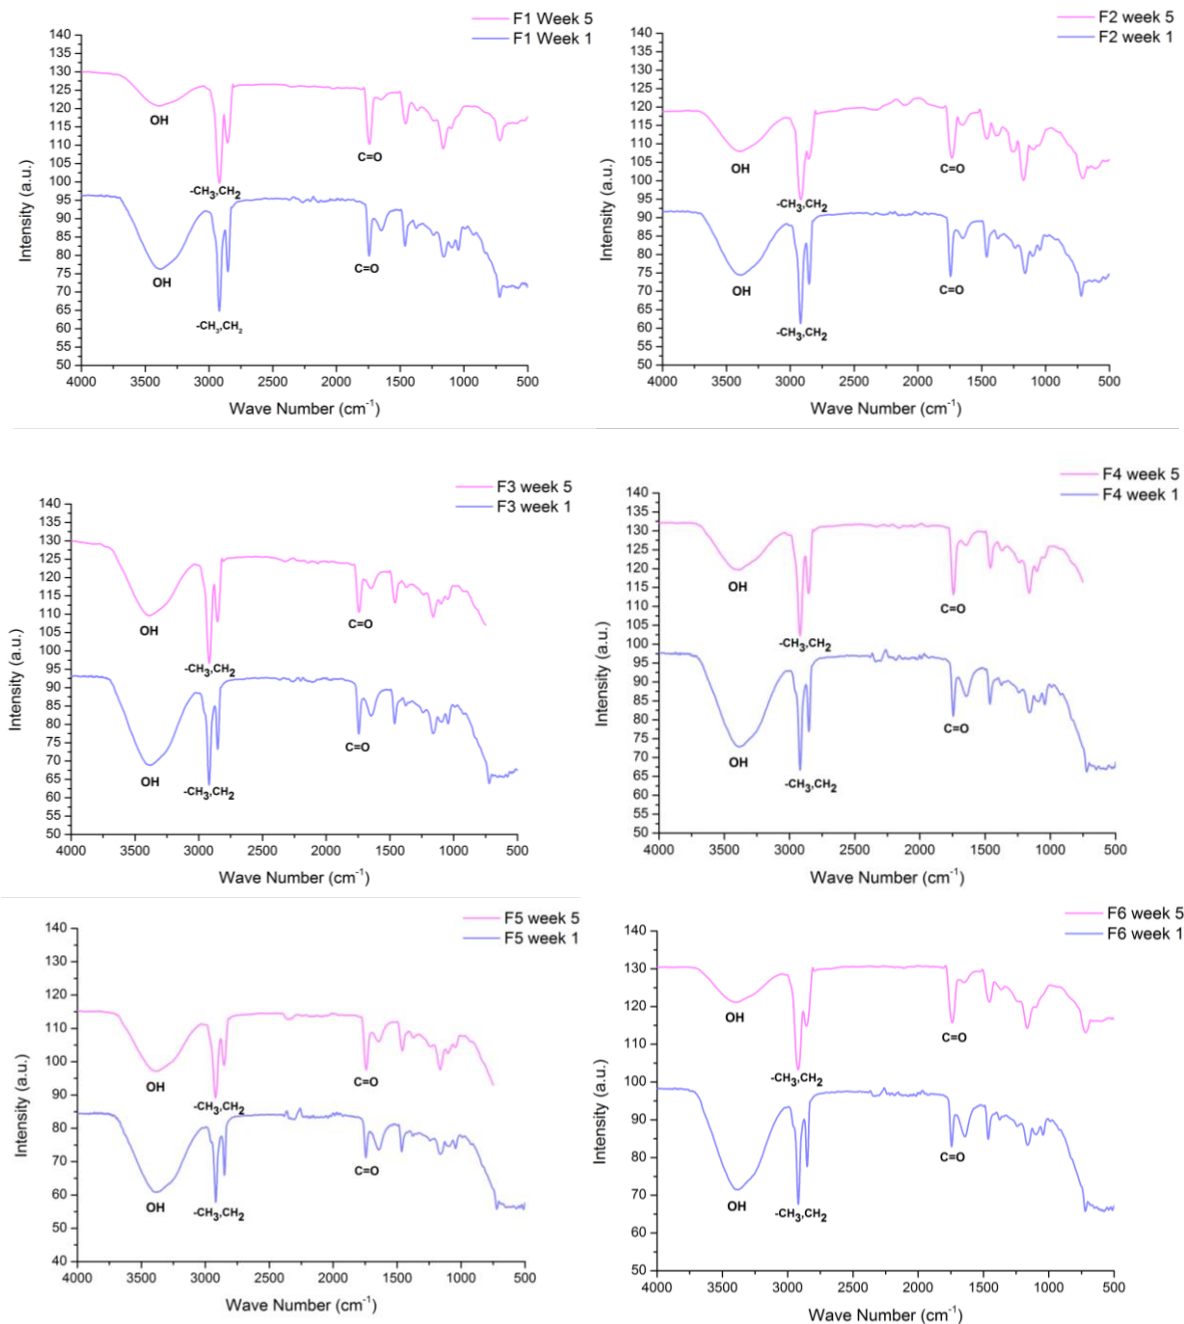 F1 Week 5
F1 Week 1
140
135
130
125
120
115
110
105
100
95
90
85
80
75
70
65
60
55
50
Intensity (a.u.)
OH
-CH3,CH2
C=O
OH
-CH3,CH2
C=O
4000 3500 3000 2500 2000 1500 1000 500
Wave Number (cm-1)
F2 week 5
F2 week 1
140
135
130
125
120
115
110
105
100
95
90
85
80
75
70
65
60
55
50
Intensity (a.u.)
OH
-CH3,CH2
C=O
OH
-CH3,CH2
C=O
4000 3500 3000 2500 2000 1500 1000 500
Wave Number (cm-1)
F3 week 5
F3 week 1
140
135
130
125
120
115
110
105
100
95
90
85
80
75
70
65
60
55
50
Intensity (a.u.)
OH
-CH3,CH2
C=O
OH
-CH3,CH2
C=O
4000 3500 3000 2500 2000 1500 1000 500
Wave Number (cm-1)
F4 week 5
F4 week 1
140
135
130
125
120
115
110
105
100
95
90
85
80
75
70
65
60
55
50
Intensity (a.u.)
OH
-CH3,CH2
C=O
OH
-CH3,CH2
C=O
4000 3500 3000 2500 2000 1500 1000 500
Wave Number (cm-1)
F5 week 5
F5 week 1
140
130
120
110
100
90
80
70
60
50
40
Intensity (a.u.)
OH
-CH3,CH2
C=O
OH
-CH3,CH2
C=O
4000 3500 3000 2500 2000 1500 1000 500
Wave Number (cm-1)
F6 week 5
F6 week 1
140
130
120
110
100
90
80
70
60
50
Intensity (a.u.)
OH
-CH3,CH2
C=O
OH
-CH3,CH2
C=O
4000 3500 3000 2500 2000 1500 1000 500
Wave Number (cm-1)